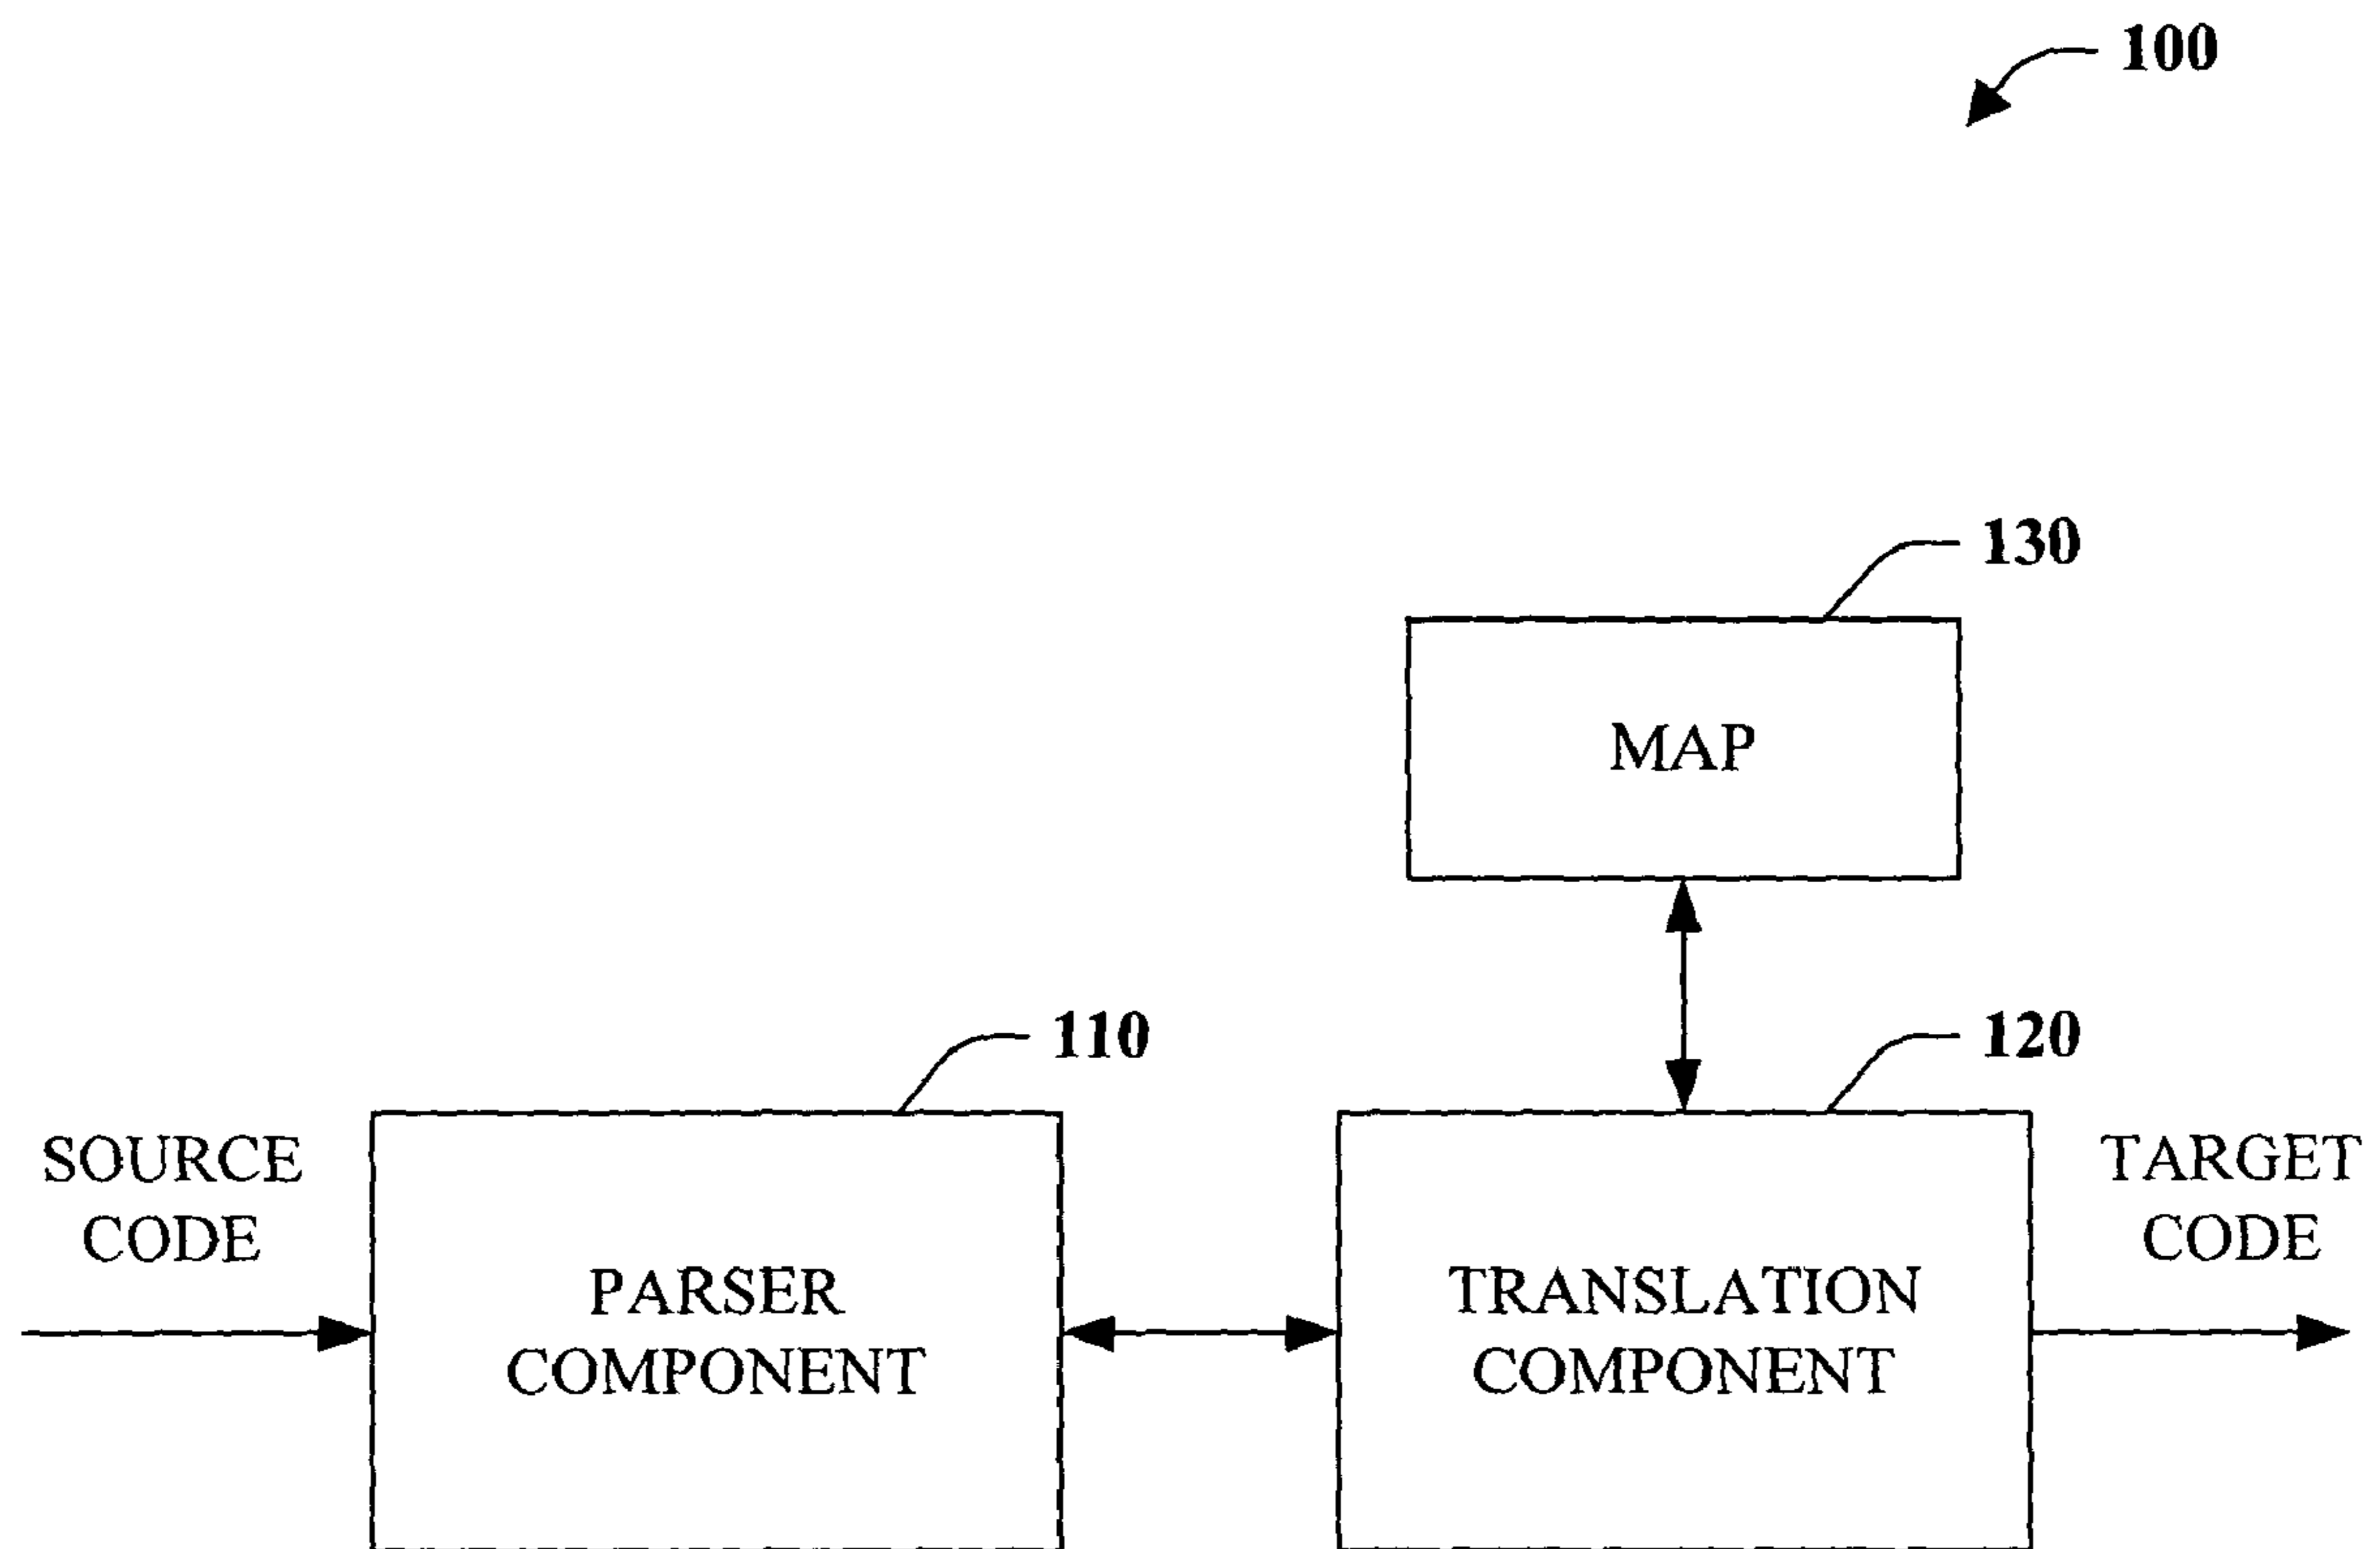 100
130
MAP
110
120
SOURCE
CODE
PARSER
COMPONENT
TRANSLATION
COMPONENT
TARGET
CODE